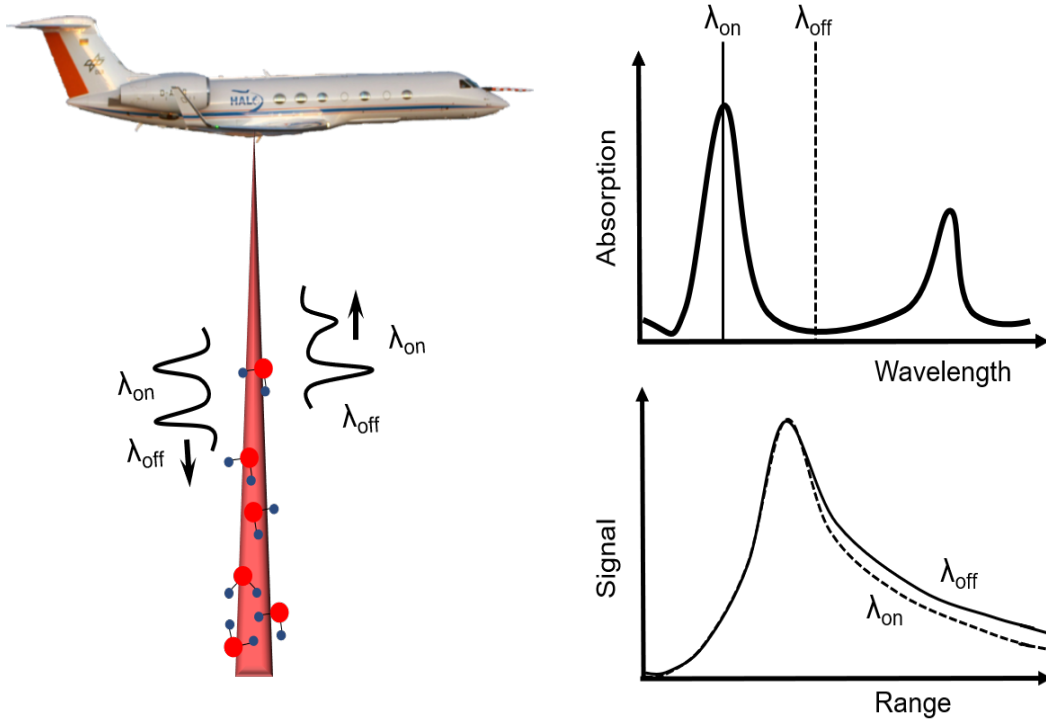 HALO
λon
λoff
λon
λoff
λon
λoff
Absorption
Wavelength
Signal
λoff
λon
Range